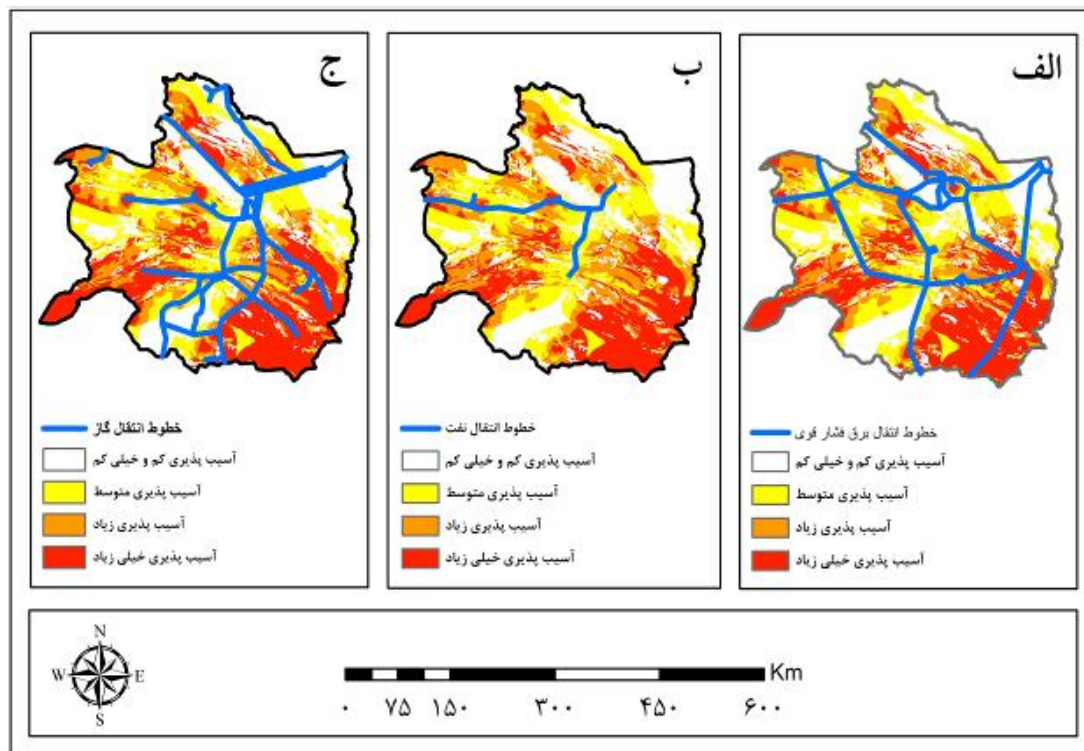 الف
ب
ج
خطوط انتقال برق فشار قوی
آسیب پذیری کم و خیلی کم
آسیب پذیری متوسط
آسیب پذیری زیاد
آسیب پذیری خیلی زیاد
خطوط انتقال نفت
آسیب پذیری کم و خیلی کم
آسیب پذیری متوسط
آسیب پذیری زیاد
آسیب پذیری خیلی زیاد
خطوط انتقال گاز
آسیب پذیری کم و خیلی کم
آسیب پذیری متوسط
آسیب پذیری زیاد
آسیب پذیری خیلی زیاد
N
W E
S
Km
۰ ۷۵ ۱۵۰ ۳۰۰ ۴۵۰ ۶۰۰